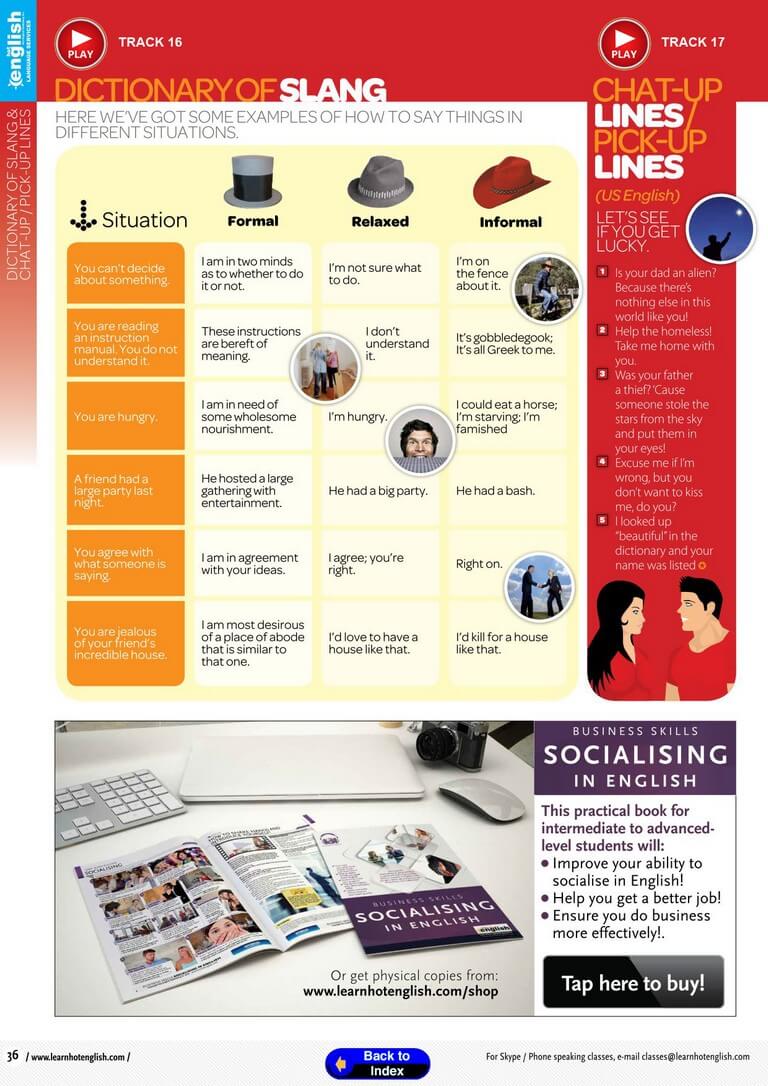 english
LANGUAGE SERVICES
DICTIONARY OF SLANG &
CHAT-UP / PICK-UP LINES
PLAY
TRACK 16
DICTIONARY OF SLANG
HERE WE'VE GOT SOME EXAMPLES OF HOW TO SAY THINGS IN
DIFFERENT SITUATIONS.
Situation
Formal
Relaxed
Informal
You can't decide
about something.
I am in two minds
as to whether to do
it or not.
I'm not sure what
to do.
I'm on
the fence
about it.
You are reading
an instruction
manual. You do not
understand it.
These instructions
are bereft of
meaning.
I don't
understand
it.
It's gobbledegook;
It's all Greek to me.
You are hungry.
I am in need of
some wholesome
nourishment.
I'm hungry.
I could eat a horse;
I'm starving; I'm
famished
A friend had a
large party last
night.
He hosted a large
gathering with
entertainment.
He had a big party.
He had a bash.
You agree with
what someone is
saying.
I am in agreement
with your ideas.
I agree; you're
right.
Right on.
You are jealous
of your friend's
incredible house.
I am most desirous
of a place of abode
that is similar to
that one.
I'd love to have a
house like that.
I'd kill for a house
like that.
PLAY
TRACK 17
CHAT-UP
LINES /
PICK-UP
LINES
(US English)
LET'S SEE
IF YOU GET
LUCKY.
1 Is your dad an alien?
Because there's
nothing else in this
world like you!
2 Help the homeless!
Take me home with
you.
3 Was your father
a thief? 'Cause
someone stole the
stars from the sky
and put them in
your eyes!
4 Excuse me if I'm
wrong, but you
don't want to kiss
me, do you?
5 I looked up
"beautiful" in the
dictionary and your
name was listed
SOCIALISING
BUSINESS SKILLS
SOCIALISING
IN ENGLISH
english
Or get physical copies from:
www.learnhotenglish.com/shop
BUSINESS SKILLS
SOCIALISING
IN ENGLISH
This practical book for
intermediate to advanced-
level students will:
• Improve your ability to
socialise in English!
• Help you get a better job!
• Ensure you do business
more effectively!.
Tap here to buy!
36 / www.learnhotenglish.com /
Back to
Index
For Skype / Phone speaking classes, e-mail classes@learnhotenglish.com